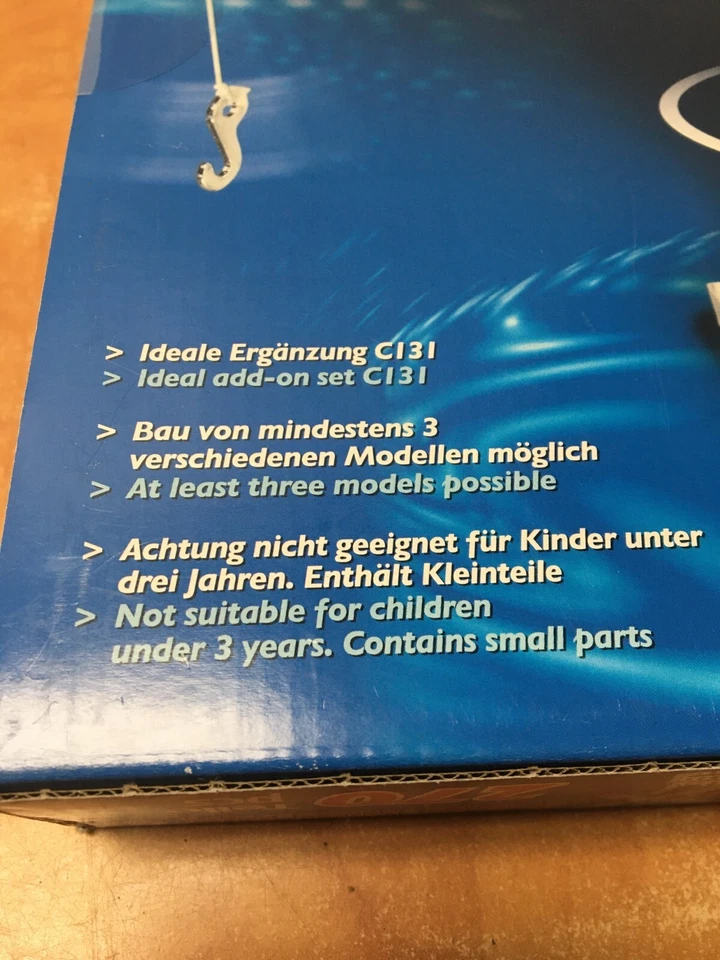 > Ideale Ergänzung C131
> Ideal add-on set C131
> Bau von mindestens 3
verschiedenen Modellen möglich
> At least three models possible
> Achtung nicht geeignet für Kinder unter
drei Jahren. Enthält Kleinteile
> Not suitable for children
under 3 years. Contains small parts